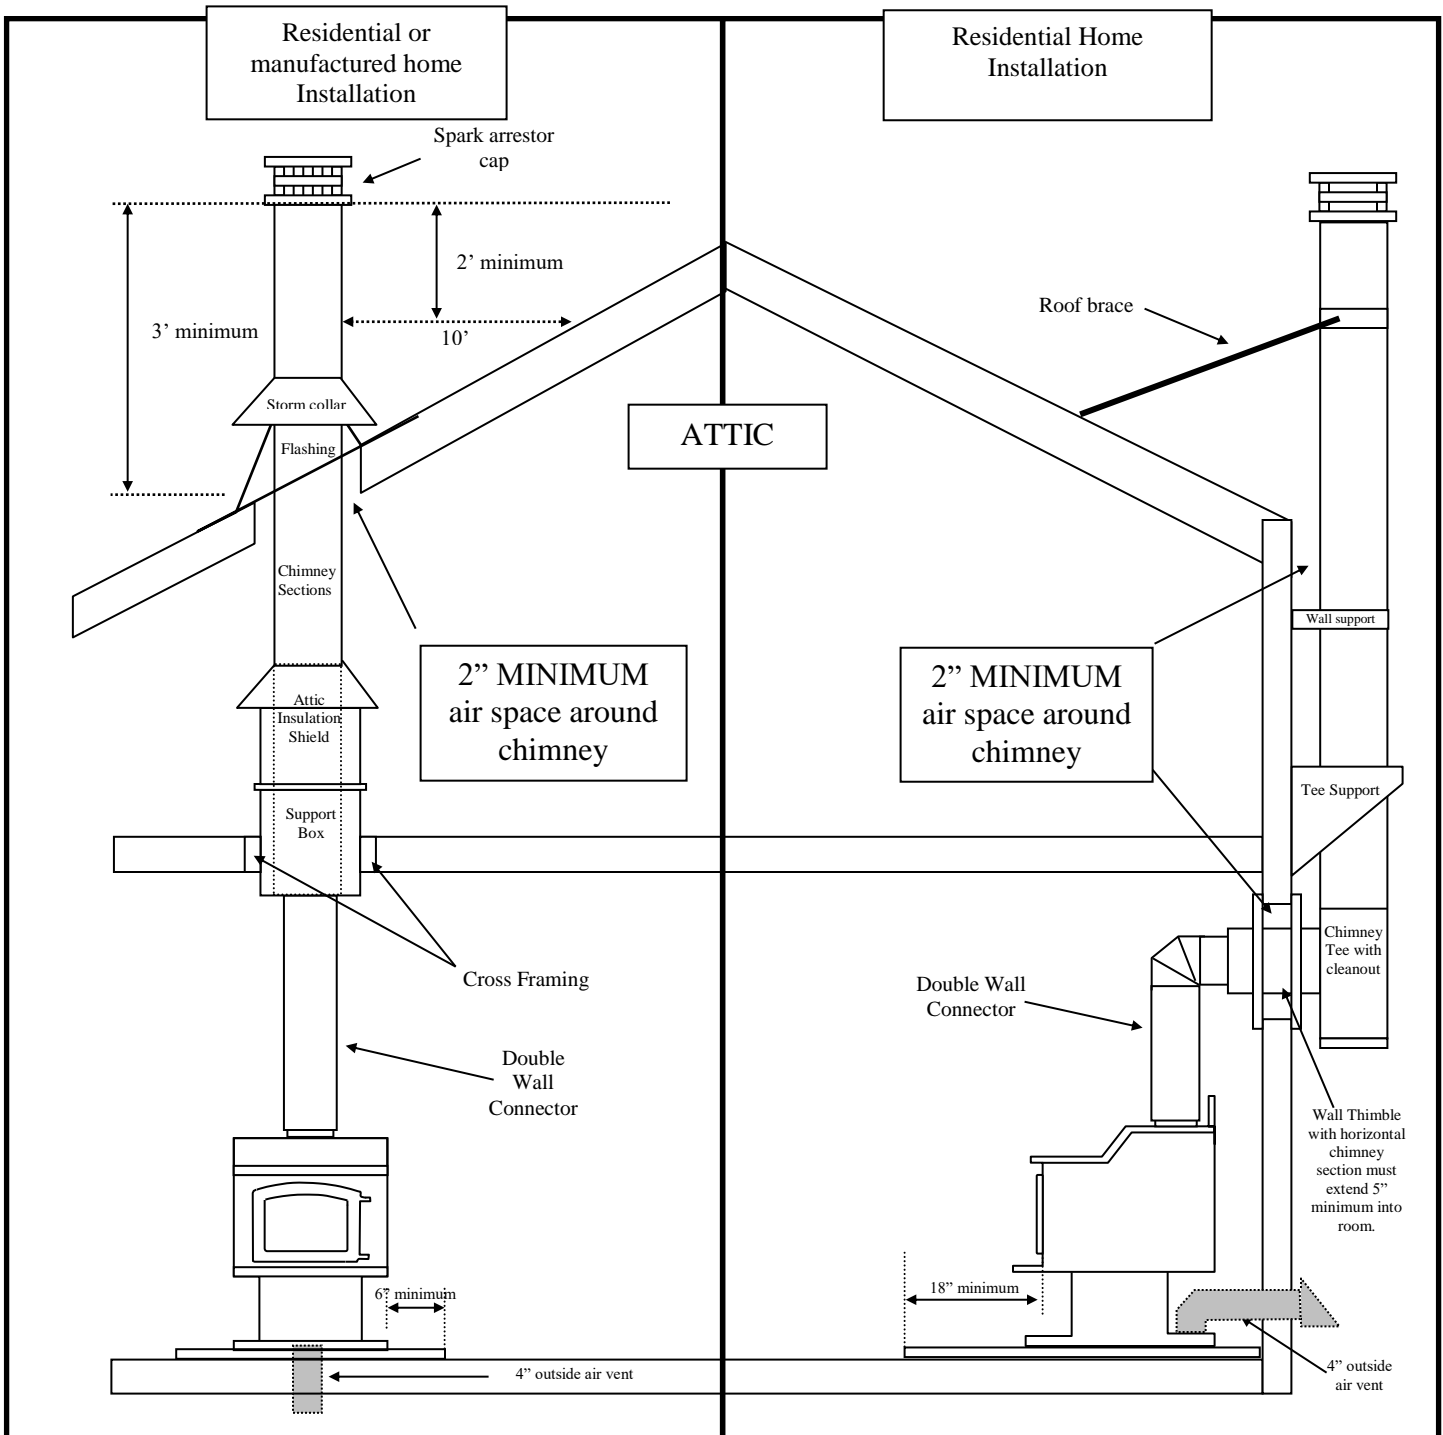 Residential or
manufactured home
Installation
Residential Home
Installation
Spark arrestor
cap
2’ minimum
3’ minimum
10’
Roof brace
Storm collar
ATTIC
Flashing
Chimney
Sections
Wall support
2” MINIMUM
air space around
chimney
2” MINIMUM
air space around
chimney
Attic
Insulation
Shield
Tee Support
Support
Box
Chimney
Tee with
cleanout
Cross Framing
Double Wall
Connector
Double
Wall
Connector
Wall Thimble
with horizontal
chimney
section must
extend 5”
minimum into
room.
6” minimum
18” minimum
4” outside air vent
4” outside
air vent